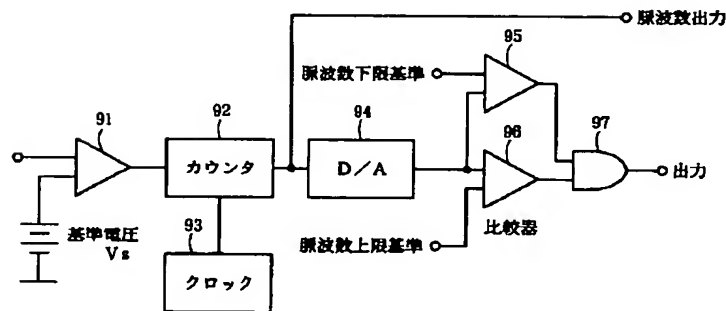 脈波数出力
95
脈波数下限基準
91
92
94
96
97
カウンタ
D/A
出力
基準電圧
Vs
93
比較器
脈波数上限基準
クロック